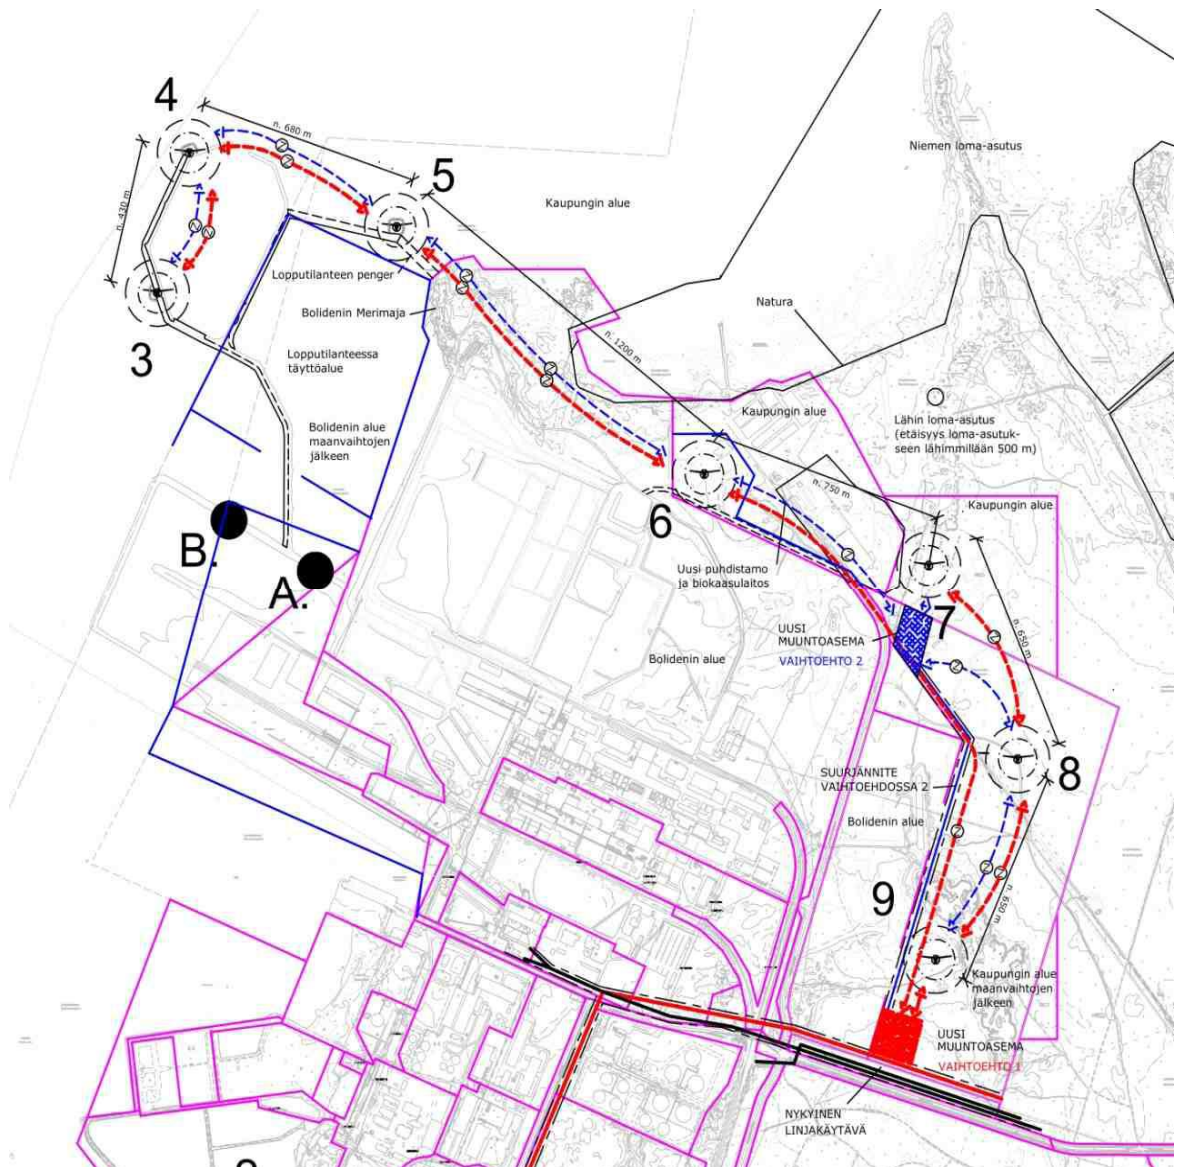 4
n. 680 m
5
Niemen loma-asutus
n. 430 m
Kaupungin alue
Lopputilanteen penger
Bolidenin Merimaja
Natura
n. 1200 m
3
Lopputilanteessa
täyttöalue
Kaupungin alue
Lähin loma-asutus
(etäisyys loma-asutuk-
seen lähimmillään 500 m)
Bolidenin alue
maanvaihtojen
jälkeen
n. 750 m
Kaupungin alue
6
B.
A.
Uusi puhdistamo
ja biokaasulaitos
7
UUSI
MUUNTOASEMA
VAIHTOEHTO 2
n. 650 m
Bolidenin alue
8
SUURJÄNNITE
VAIHTOEHDOSSA 2
Bolidenin alue
9
n. 650 m
Kaupungin alue
maanvaihtojen
jälkeen
UUSI
MUUNTOASEMA
VAIHTOEHTO 1
NYKYINEN
LINJAKÄYTÄVÄ